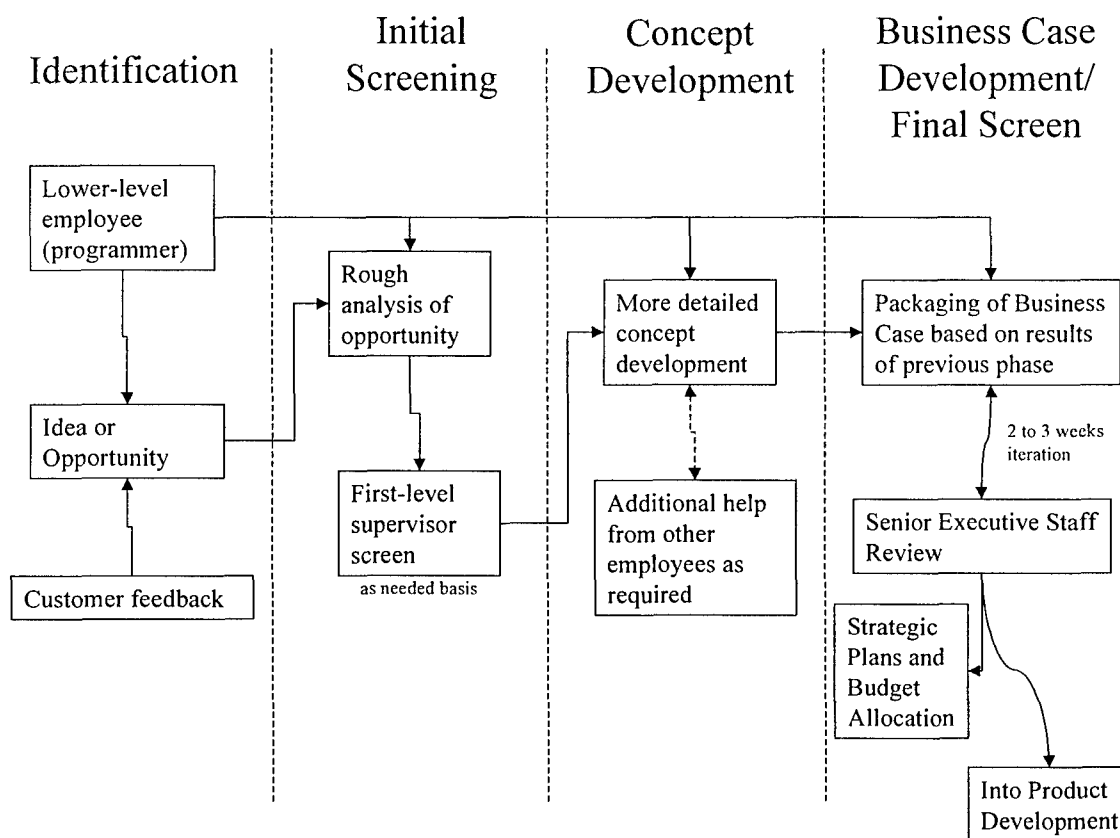 Identification
Initial
Screening
Concept
Development
Business Case
Development/
Final Screen
Lower-level
employee
(programmer)
Idea or
Opportunity
Customer feedback
Rough
analysis of
opportunity
First-level
supervisor
screen
as needed basis
More detailed
concept
development
Additional help
from other
employees as
required
Packaging of Business
Case based on results
of previous phase
2 to 3 weeks
iteration
Senior Executive Staff
Review
Strategic
Plans and
Budget
Allocation
Into Product
Development